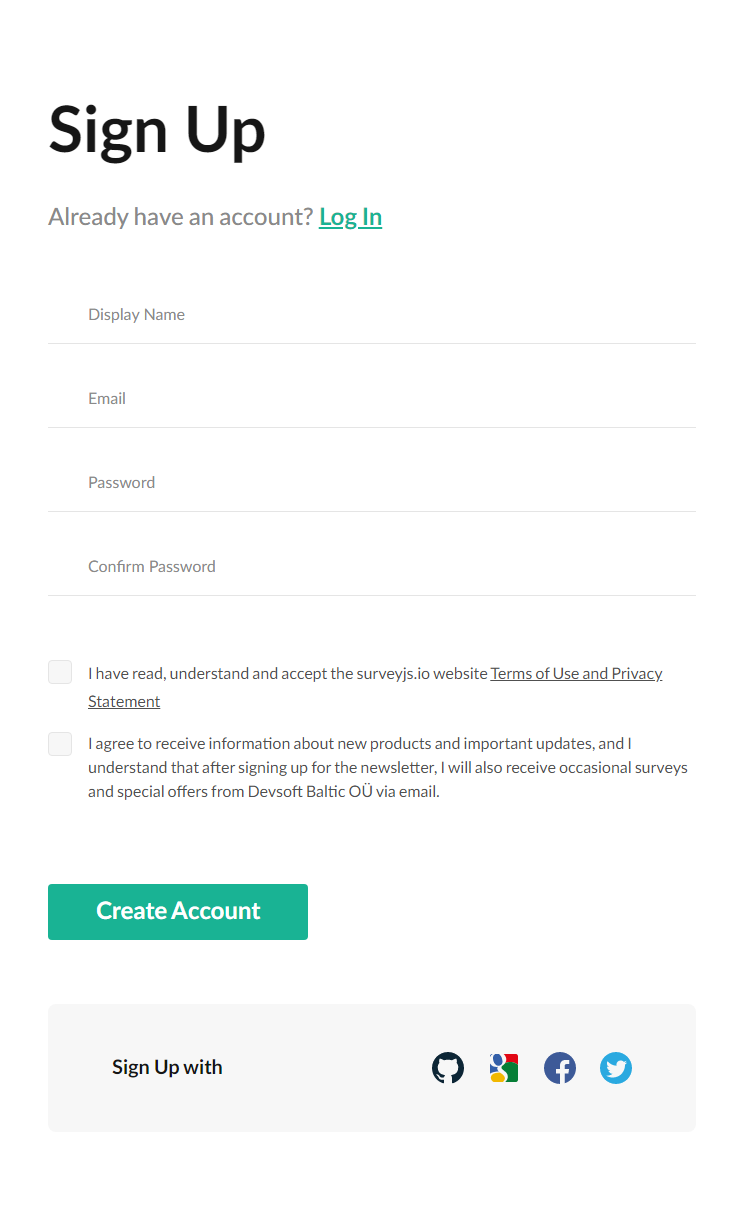 Sign Up
Already have an account? Log In
Display Name
Email
Password
Confirm Password
I have read, understand and accept the surveyjs.io website Terms of Use and Privacy
Statement
I agree to receive information about new products and important updates, and I
understand that after signing up for the newsletter, I will also receive occasional surveys
and special offers from Devsoft Baltic OÜ via email.
Create Account
Sign Up with